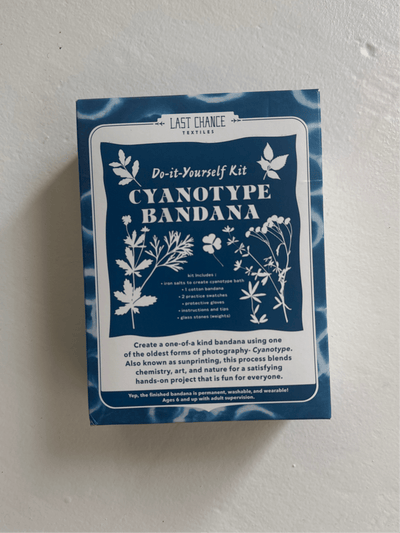 LAST CHANCE
TEXTILES
Do-it-Yourself Kit
CYANOTYPE
BANDANA
kit includes :
• iron salts to create cyanotype bath
• 1 cotton bandana
• 2 practice swatches
• protective gloves
• instructions and tips
• glass stones (weights)
Create a one-of-a kind bandana using one
of the oldest forms of photography- Cyanotype.
Also known as sunprinting, this process blends
chemistry, art, and nature for a satisfying
hands-on project that is fun for everyone.
Yep, the finished bandana is permanent, washable, and wearable!
Ages 6 and up with adult supervision.